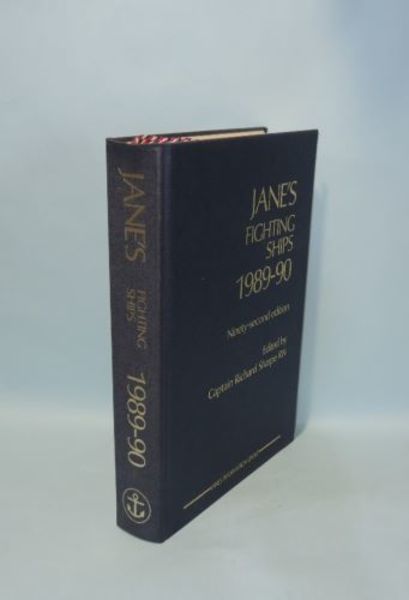 JANE'S
FIGHTING
SHIPS
1989-90
JANE'S
FIGHTING
SHIPS
1989-90
Ninety-second edition
Edited by
Captain Richard Sharpe RN